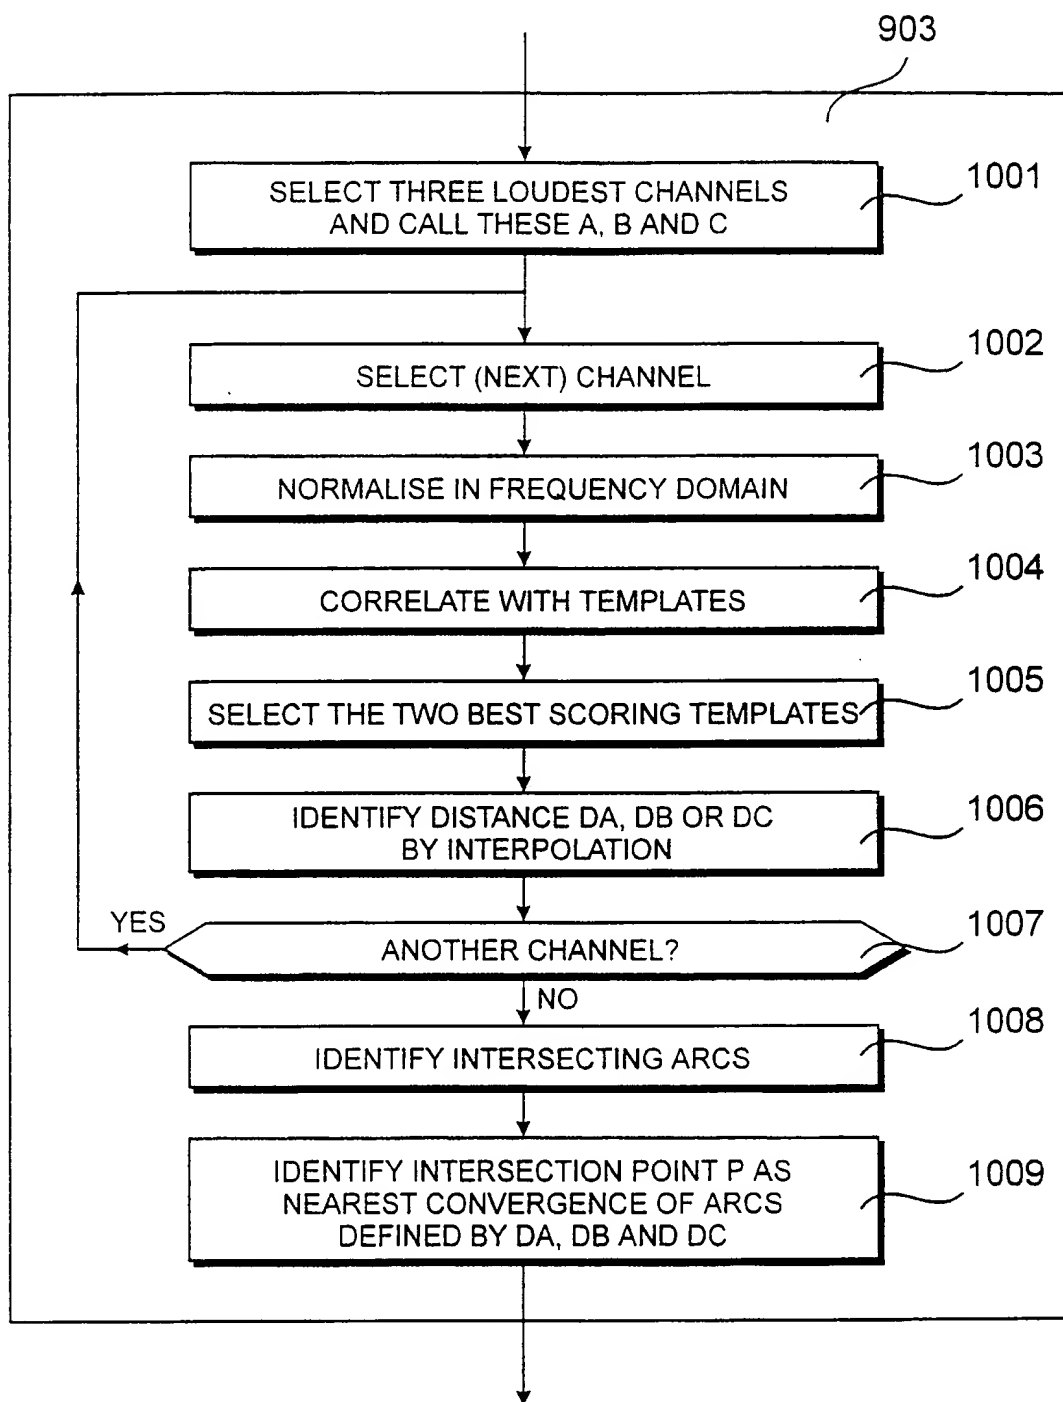 903
SELECT THREE LOUDEST CHANNELS
AND CALL THESE A, B AND C
1001
SELECT (NEXT) CHANNEL
1002
NORMALISE IN FREQUENCY DOMAIN
1003
CORRELATE WITH TEMPLATES
1004
SELECT THE TWO BEST SCORING TEMPLATES
1005
IDENTIFY DISTANCE DA, DB OR DC
BY INTERPOLATION
1006
YES
ANOTHER CHANNEL?
1007
NO
IDENTIFY INTERSECTING ARCS
1008
IDENTIFY INTERSECTION POINT P AS
NEAREST CONVERGENCE OF ARCS
DEFINED BY DA, DB AND DC
1009